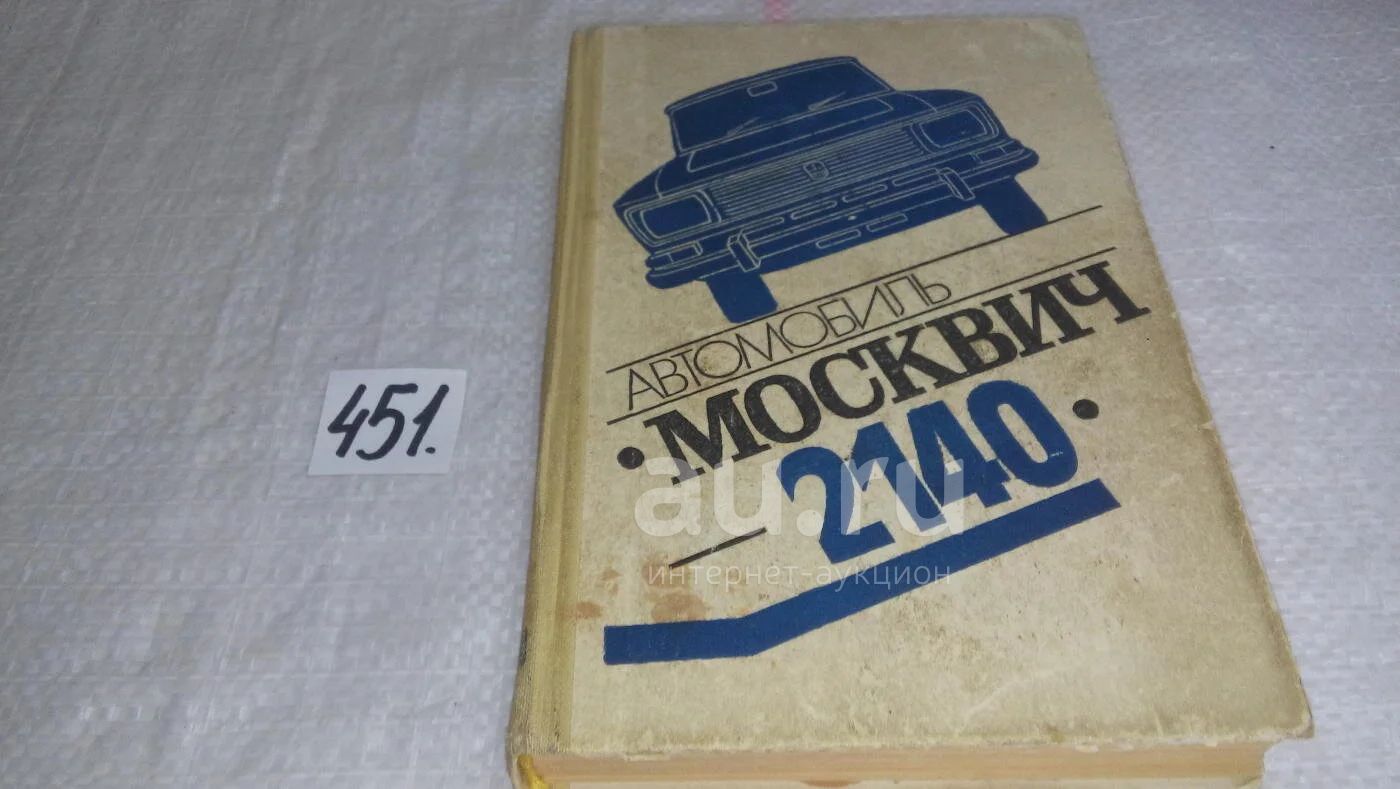 АВТОМОБИЛЬ
•МОСКВИЧ
2140•
451.
au.ru
интернет-аукцион